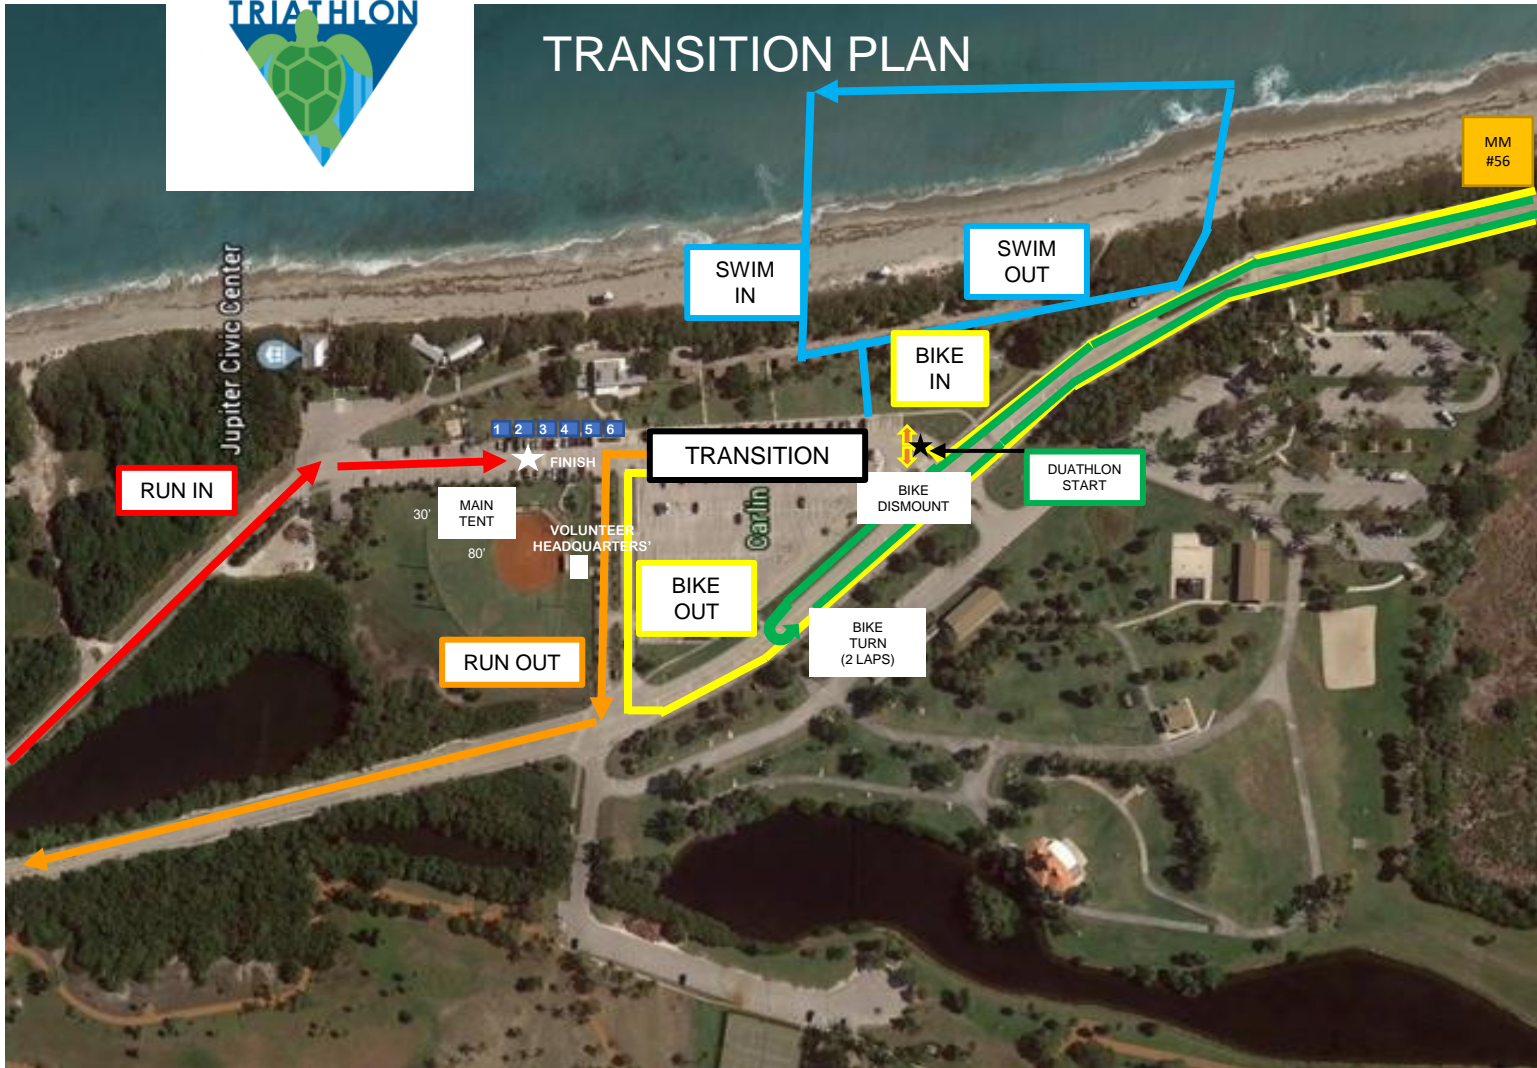 TRIATHLON
TRANSITION PLAN
MM
#56
SWIM
IN
SWIM
OUT
BIKE
IN
Jupiter Civic Center
1 2 3 4 5 6
FINISH
TRANSITION
RUN IN
MAIN
TENT
30'
80'
VOLUNTEER
HEADQUARTERS'
Carlin
BIKE
DISMOUNT
DUATHLON
START
BIKE
OUT
BIKE
TURN
(2 LAPS)
RUN OUT